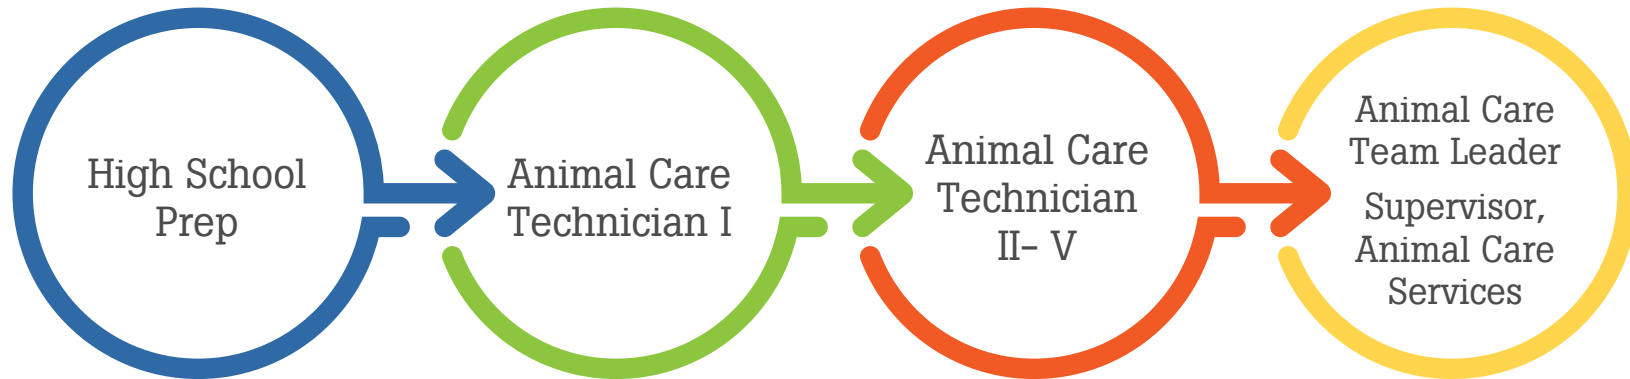 High School
Prep
Animal Care
Technician I
Animal Care
Technician
II– V
Animal Care
Team Leader
Supervisor,
Animal Care
Services